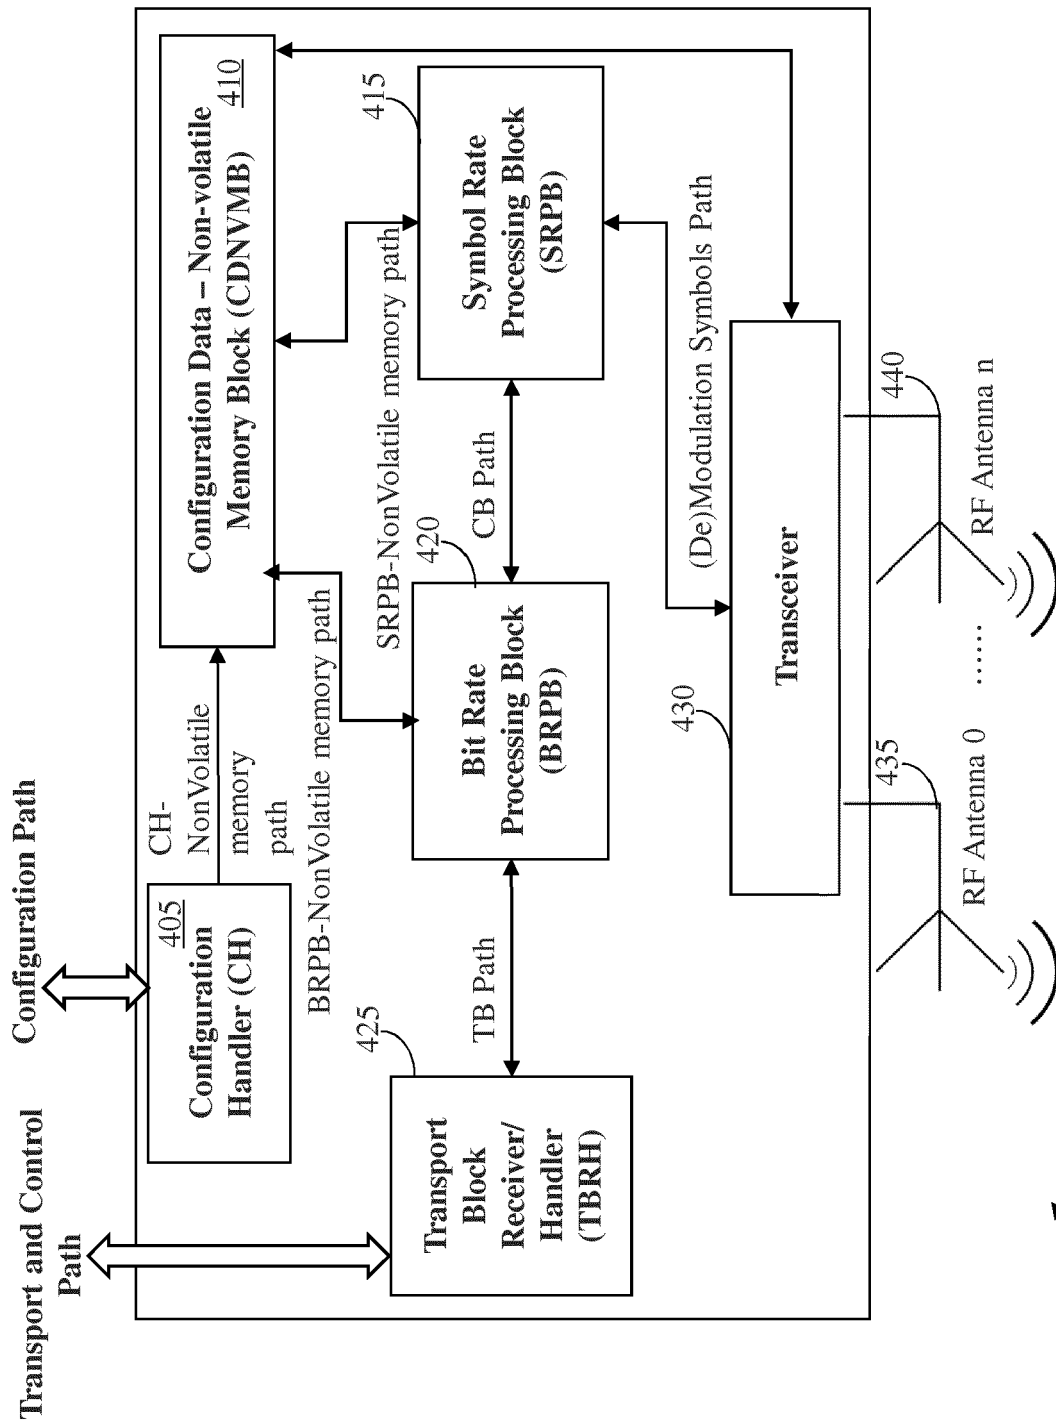 Transport and Control
Path
Configuration Path
Configuration
Handler (CH)
405
CH-
NonVolatile
memory
path
Configuration Data – Non-volatile
Memory Block (CDNVMB)
410
BRPB-NonVolatile memory path
SRPB-NonVolatile memory path
425
Transport
Block
Receiver/
Handler
(TBRH)
TB Path
420
Bit Rate
Processing Block
(BRPB)
CB Path
415
Symbol Rate
Processing Block
(SRPB)
(De)Modulation Symbols Path
430
Transceiver
435
RF Antenna 0
......
440
RF Antenna n